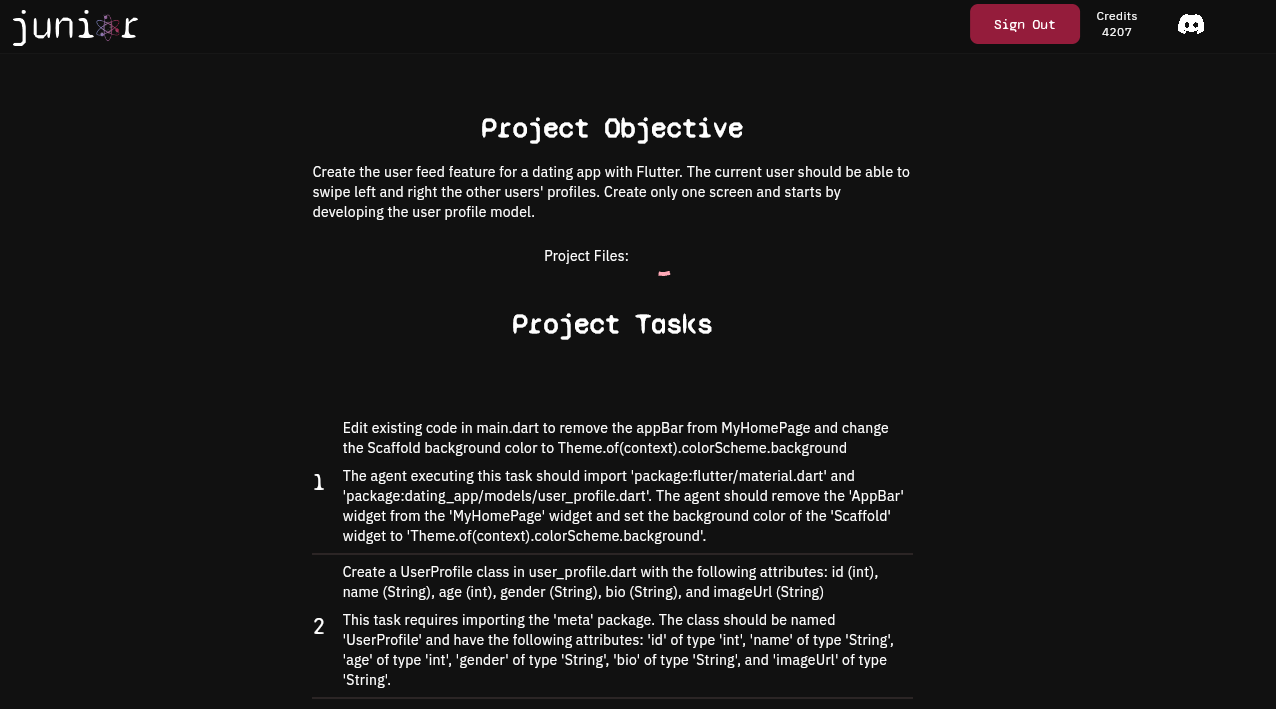 junior
Sign Out
Credits
4207
Project Objective
Create the user feed feature for a dating app with Flutter. The current user should be able to
swipe left and right the other users' profiles. Create only one screen and starts by
developing the user profile model.
Project Files:
Project Tasks
Edit existing code in main.dart to remove the appBar from MyHomePage and change
the Scaffold background color to Theme.of(context).colorScheme.background
1
The agent executing this task should import 'package:flutter/material.dart' and
'package:dating_app/models/user_profile.dart'. The agent should remove the 'AppBar'
widget from the 'MyHomePage' widget and set the background color of the 'Scaffold'
widget to 'Theme.of(context).colorScheme.background'.
Create a UserProfile class in user_profile.dart with the following attributes: id (int),
name (String), age (int), gender (String), bio (String), and imageUrl (String)
2
This task requires importing the 'meta' package. The class should be named
'UserProfile' and have the following attributes: 'id' of type 'int', 'name' of type 'String',
'age' of type 'int', 'gender' of type 'String', 'bio' of type 'String', and 'imageUrl' of type
'String'.